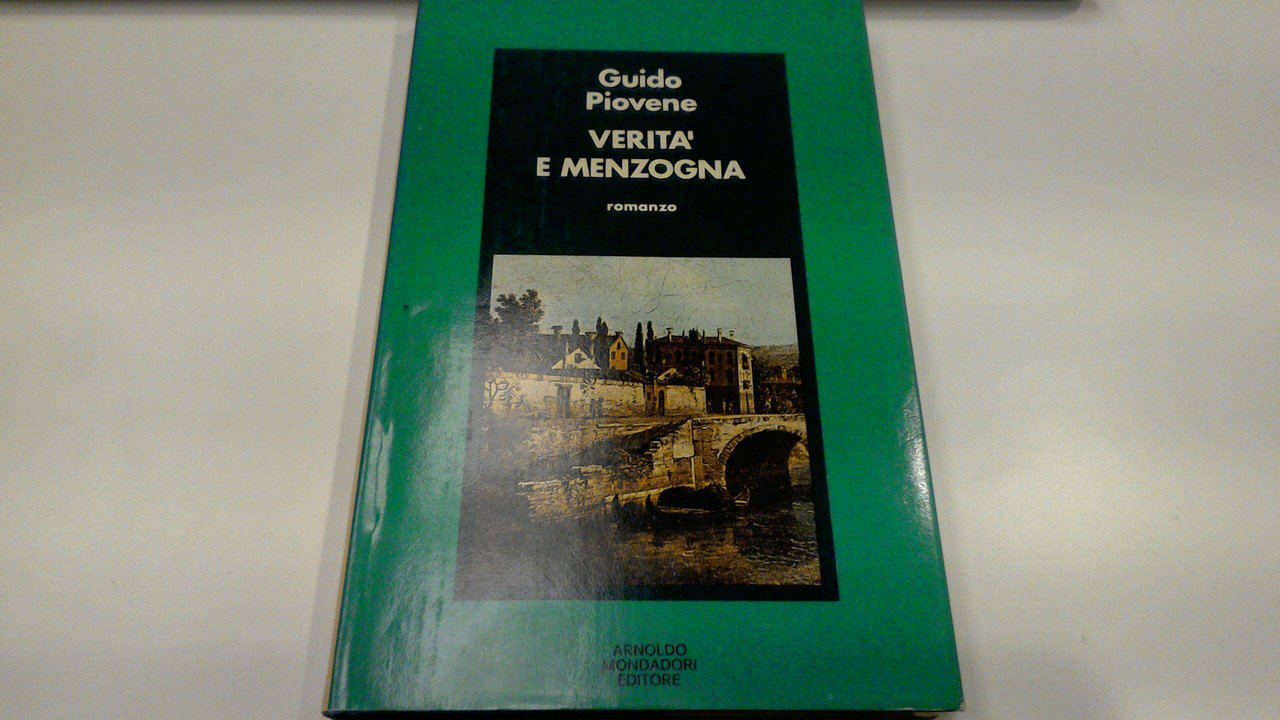 Guido
Piovene
VERITA'
E MENZOGNA
romanzo
ARNOLDO
MONDADORI
EDITORE